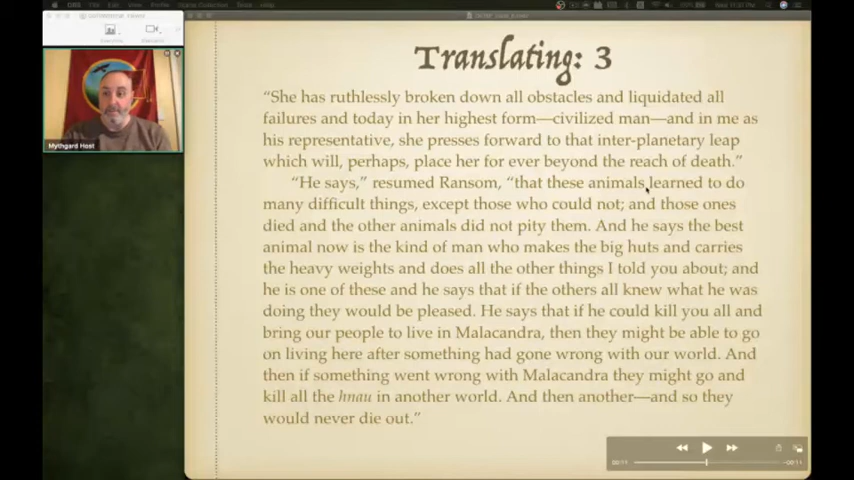 Translating: 3
“She has ruthlessly broken down all obstacles and liquidated all
failures and today in her highest form—civilized man—and in me as
his representative, she presses forward to that inter-planetary leap
which will, perhaps, place her for ever beyond the reach of death.”
“He says,” resumed Ransom, “that these animals learned to do
many difficult things, except those who could not; and those ones
died and the other animals did not pity them. And he says the best
animal now is the kind of man who makes the big huts and carries
the heavy weights and does all the other things I told you about; and
he is one of these and he says that if the others all knew what he was
doing they would be pleased. He says that if he could kill you all and
bring our people to live in Malacandra, then they might be able to go
on living here after something had gone wrong with our world. And
then if something went wrong with Malacandra they might go and
kill all the hnau in another world. And then another—and so they
would never die out.”
Mythgard Host